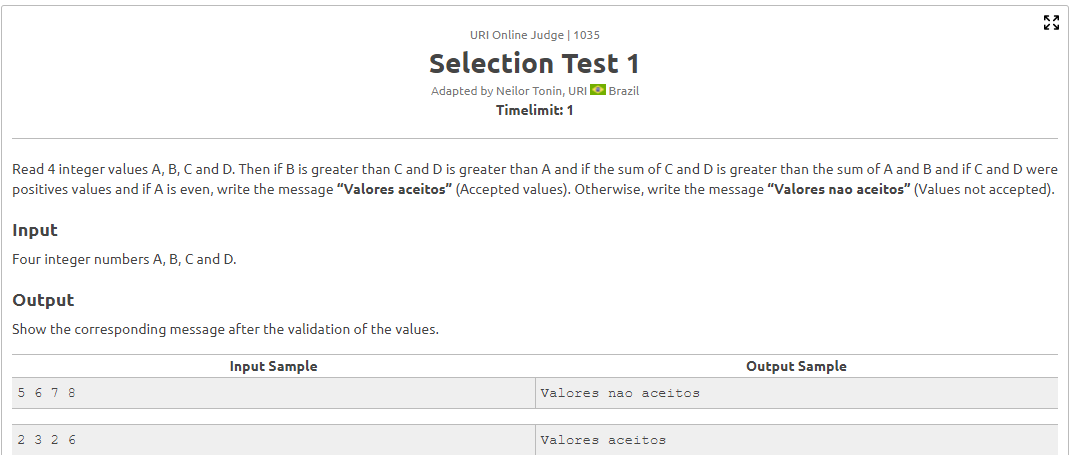 URI Online Judge | 1035
Selection Test 1
Adapted by Neilor Tonin, URI Brazil
Timelimit: 1
Read 4 integer values A, B, C and D. Then if B is greater than C and D is greater than A and if the sum of C and D is greater than the sum of A and B and if C and D were
positives values and if A is even, write the message “Valores aceitos” (Accepted values). Otherwise, write the message “Valores nao aceitos” (Values not accepted).
Input
Four integer numbers A, B, C and D.
Output
Show the corresponding message after the validation of the values.
Input Sample Output Sample
5 6 7 8 Valores nao aceitos
2 3 2 6 Valores aceitos